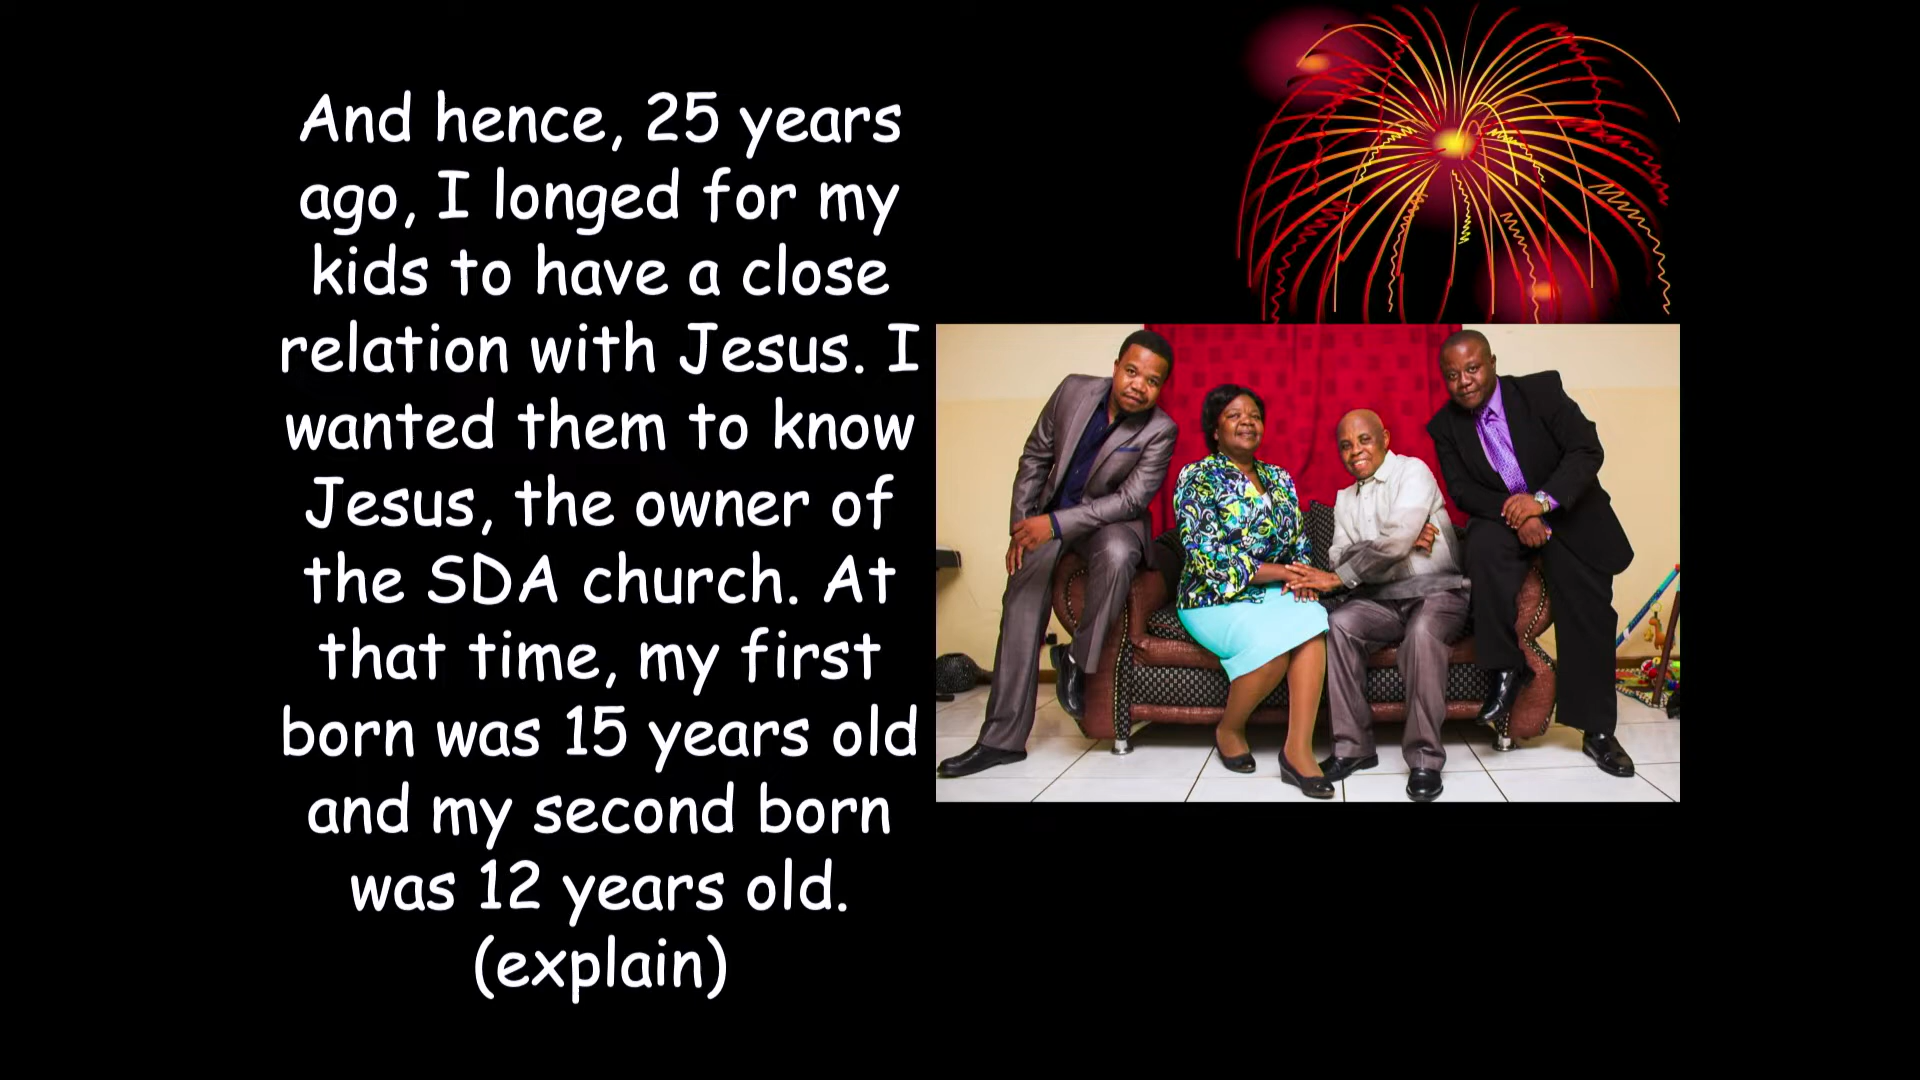 And hence, 25 years
ago, I longed for my
kids to have a close
relation with Jesus. I
wanted them to know
Jesus, the owner of
the SDA church. At
that time, my first
born was 15 years old
and my second born
was 12 years old.
(explain)